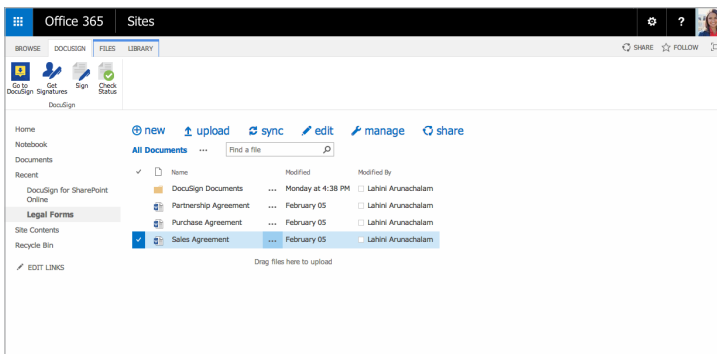 Office 365 Sites
?
BROWSE DOCUSIGN FILES LIBRARY SHARE FOLLOW
Go to DocuSign
Get Signatures
Sign
Check Status
DocuSign
Home
Notebook
Documents
Recent
DocuSign for SharePoint
Online
Legal Forms
Site Contents
Recycle Bin
EDIT LINKS
new upload sync edit manage share
All Documents ... Find a file
Name Modified Modified By
DocuSign Documents ... Monday at 4:38 PM Lahini Arunachalam
Partnership Agreement ... February 05 Lahini Arunachalam
Purchase Agreement ... February 05 Lahini Arunachalam
Sales Agreement ... February 05 Lahini Arunachalam
Drag files here to upload